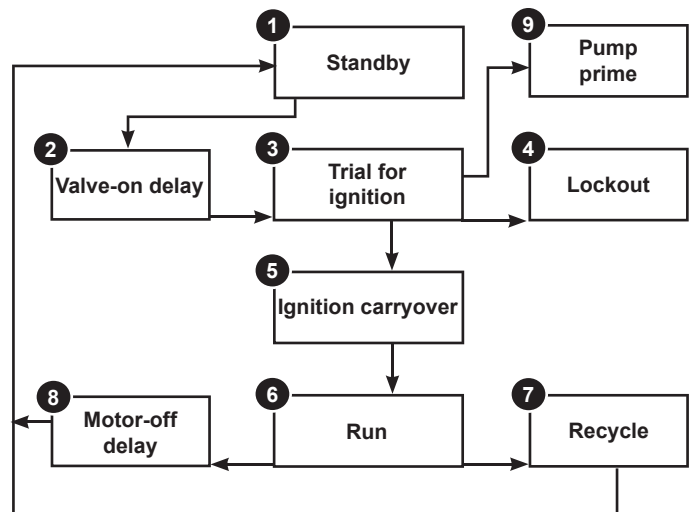 1
Standby
9
Pump
prime
2
Valve-on delay
3
Trial for
ignition
4
Lockout
5
Ignition carryover
8
Motor-off
delay
6
Run
7
Recycle